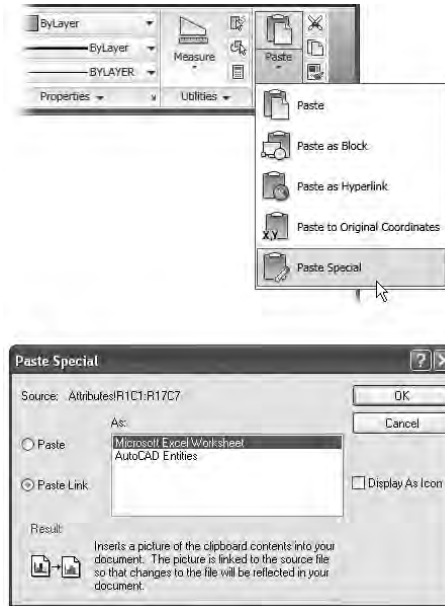 ByLayer
ByLayer
BYLAYER
Measure
Paste
Properties
Utilities
Paste
Paste as Block
Paste as Hyperlink
X,Y
Paste to Original Coordinates
Paste Special
Paste Special
Source: Attributes!R1C1:R17C7
OK
As:
Cancel
Paste
Microsoft Excel Worksheet
AutoCAD Entities
Paste Link
Display As Icon
Result
Inserts a picture of the clipboard contents into your
document. The picture is linked to the source file
so that changes to the file will be reflected in your
document.